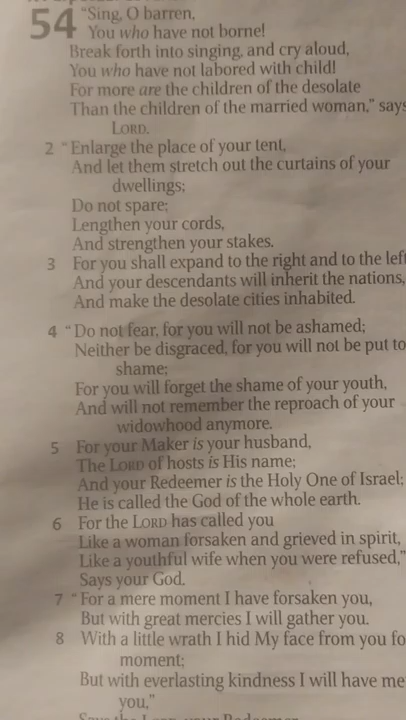 54 "Sing, O barren,
You who have not borne!
Break forth into singing, and cry aloud,
You who have not labored with child!
For more are the children of the desolate
Than the children of the married woman," says
LORD.
2 "Enlarge the place of your tent,
And let them stretch out the curtains of your
dwellings;
Do not spare;
Lengthen your cords,
And strengthen your stakes.
3 For you shall expand to the right and to the left
And your descendants will inherit the nations,
And make the desolate cities inhabited.
4 "Do not fear, for you will not be ashamed;
Neither be disgraced, for you will not be put to
shame;
For you will forget the shame of your youth,
And will not remember the reproach of your
widowhood anymore.
5 For your Maker is your husband,
The LORD of hosts is His name;
And your Redeemer is the Holy One of Israel;
He is called the God of the whole earth.
6 For the LORD has called you
Like a woman forsaken and grieved in spirit,
Like a youthful wife when you were refused,"
Says your God.
7 "For a mere moment I have forsaken you,
But with great mercies I will gather you.
8 With a little wrath I hid My face from you fo
moment;
But with everlasting kindness I will have me
you,"